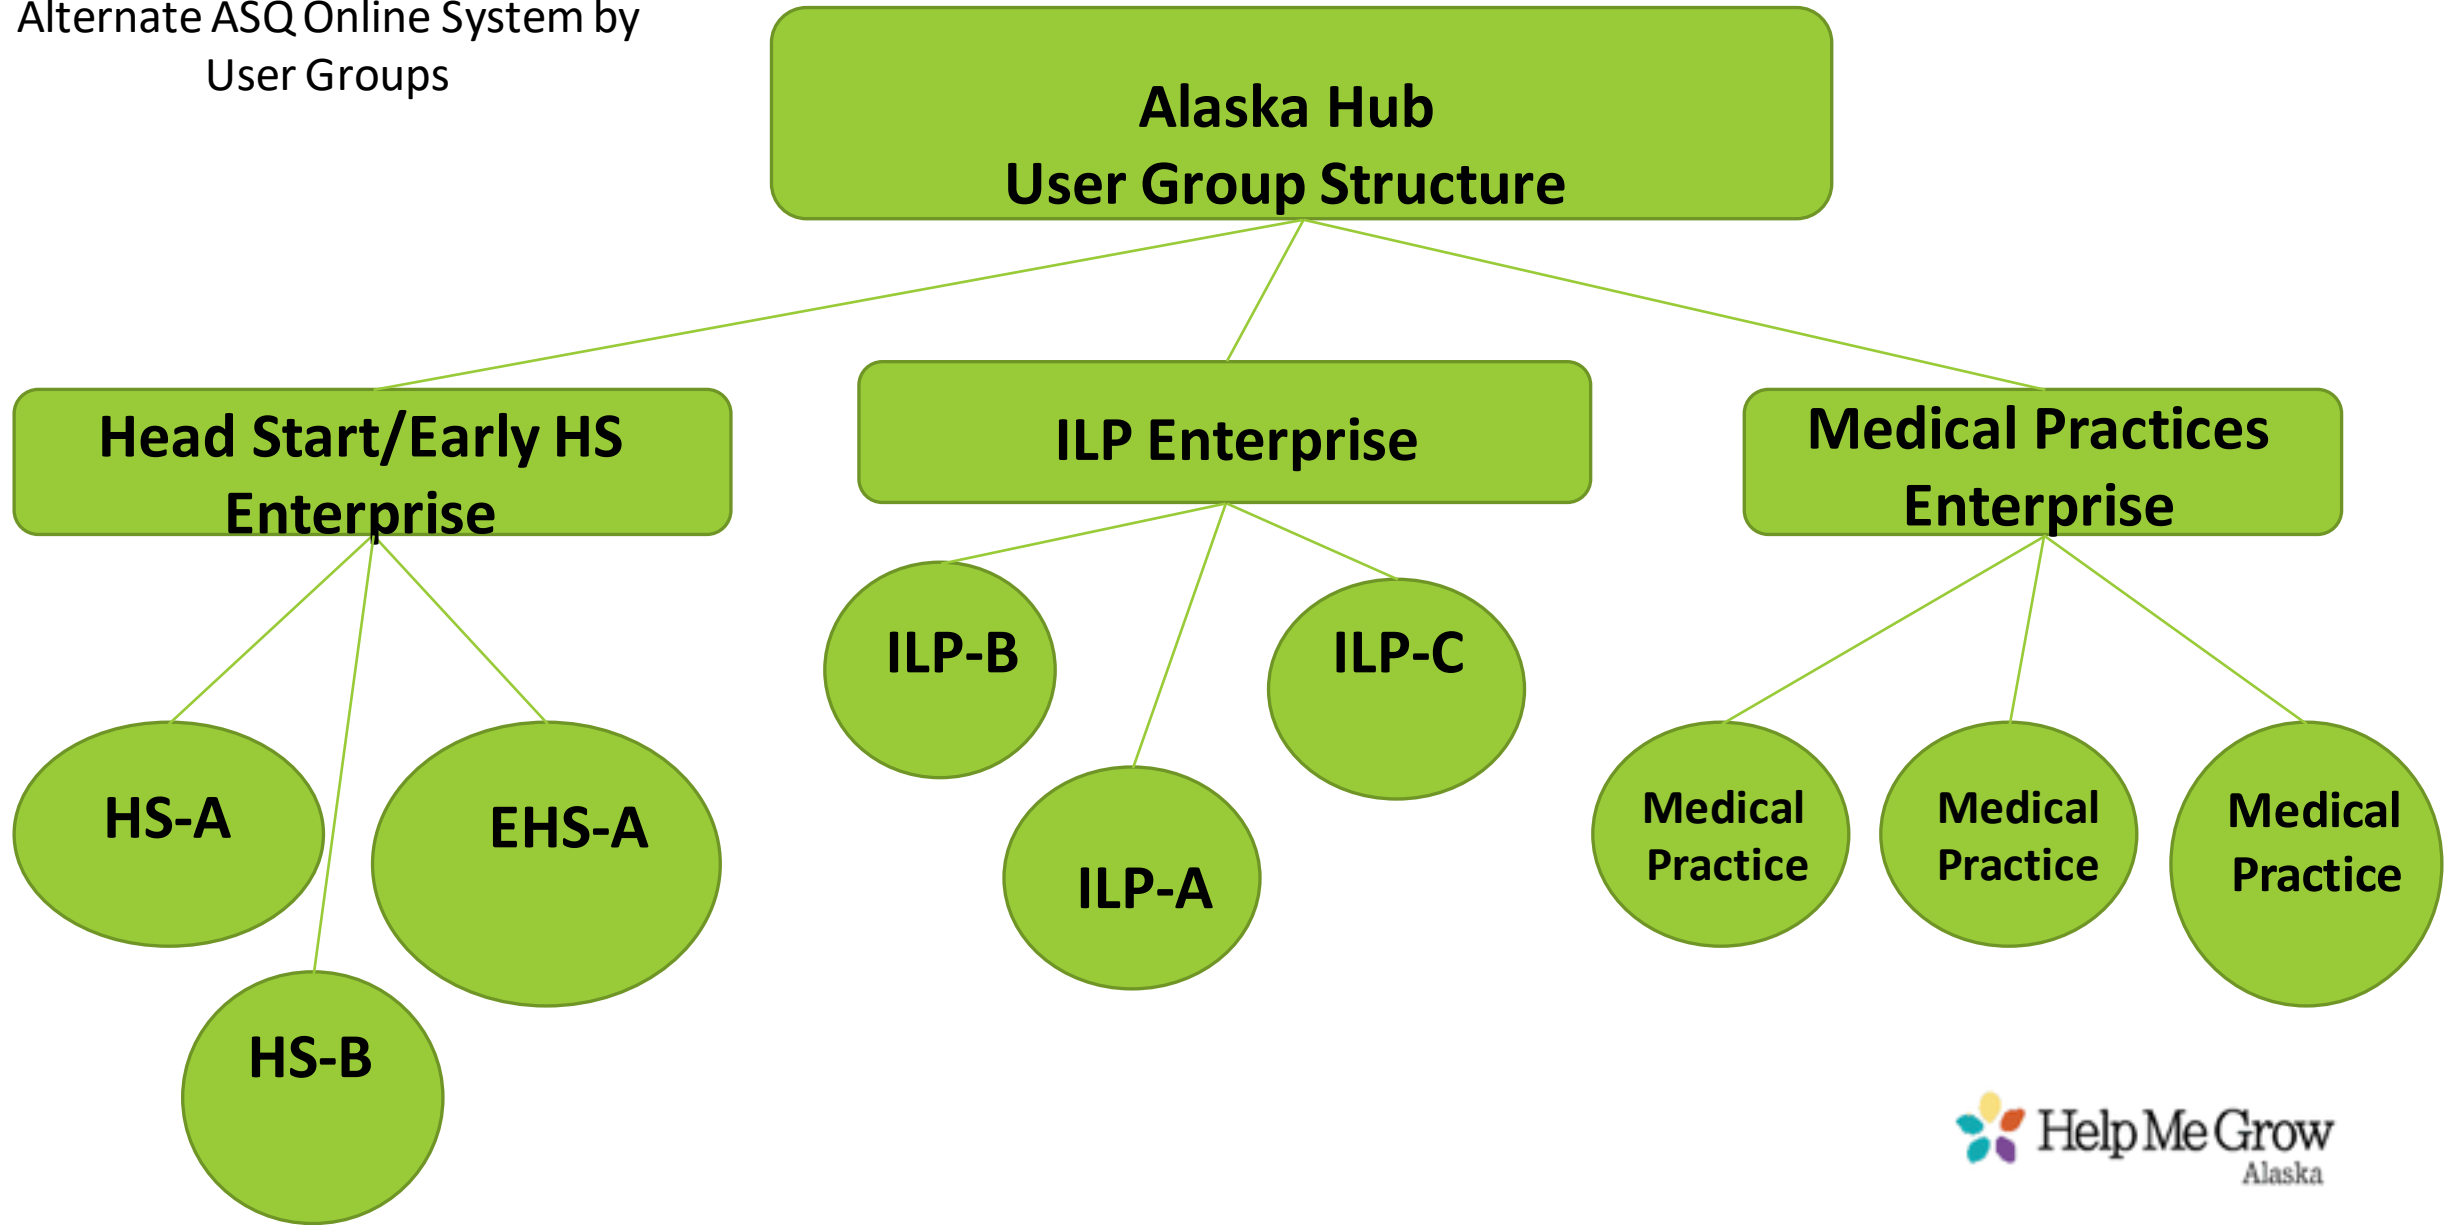 Alternate ASQ Online System by
User Groups
Alaska Hub
User Group Structure
Head Start/Early HS
Enterprise
ILP Enterprise
Medical Practices
Enterprise
HS-A
HS-B
EHS-A
ILP-B
ILP-A
ILP-C
Medical
Practice
Medical
Practice
Medical
Practice
Help Me Grow
Alaska